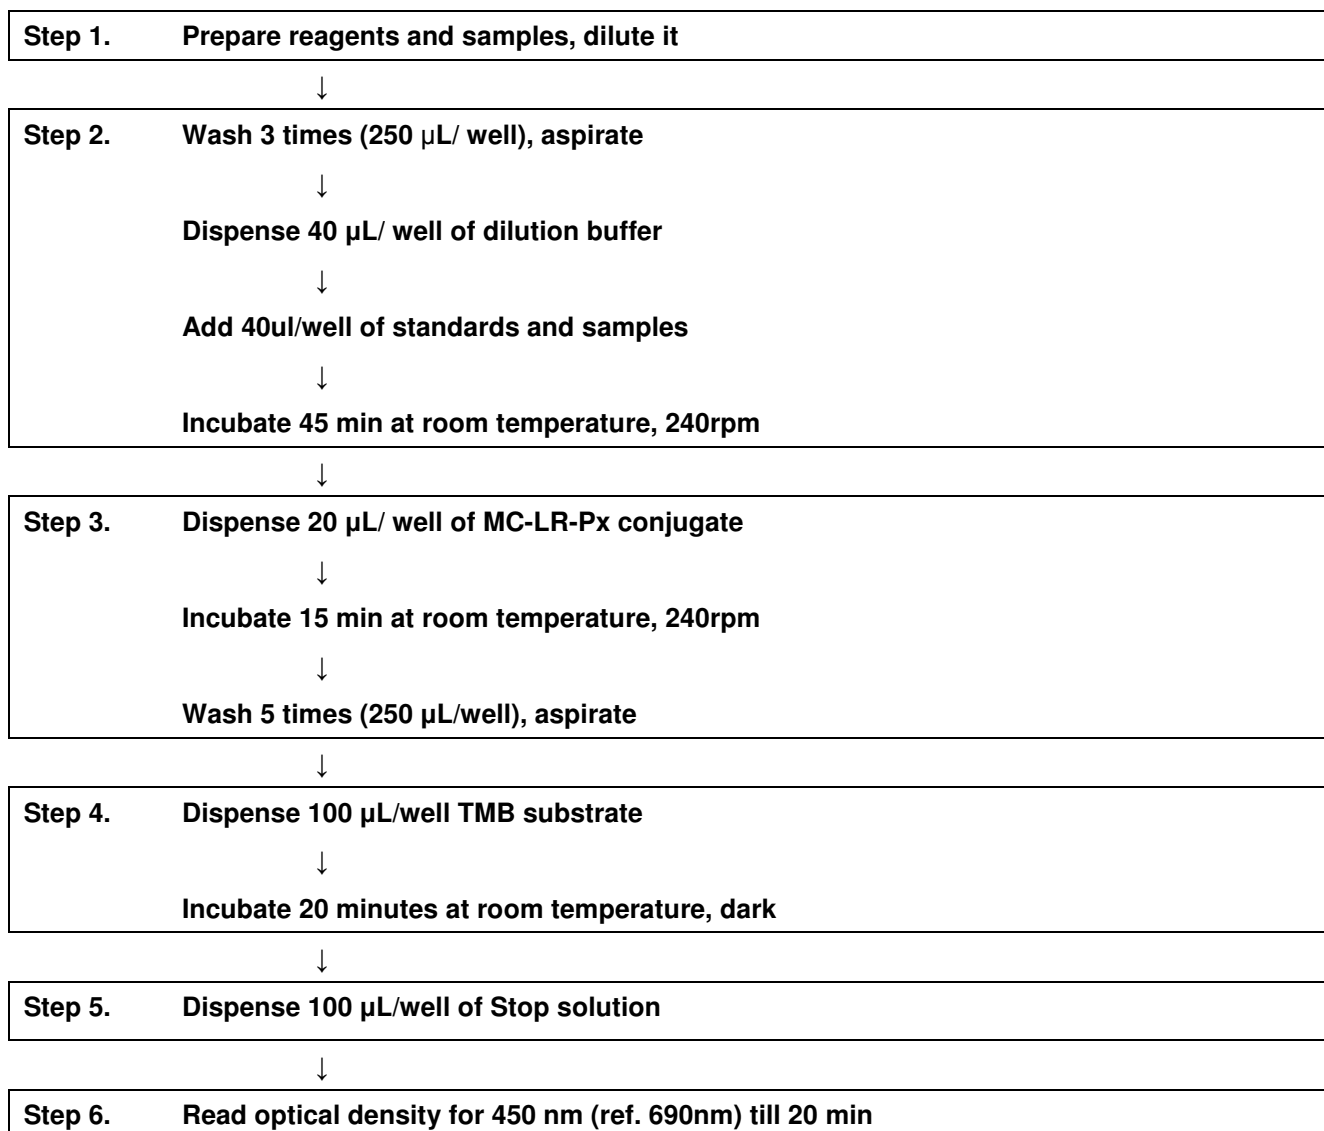 Step 1. Prepare reagents and samples, dilute it
↓
Step 2. Wash 3 times (250 µL/ well), aspirate
↓
Dispense 40 µL/ well of dilution buffer
↓
Add 40ul/well of standards and samples
↓
Incubate 45 min at room temperature, 240rpm
↓
Step 3. Dispense 20 µL/ well of MC-LR-Px conjugate
↓
Incubate 15 min at room temperature, 240rpm
↓
Wash 5 times (250 µL/well), aspirate
↓
Step 4. Dispense 100 µL/well TMB substrate
↓
Incubate 20 minutes at room temperature, dark
↓
Step 5. Dispense 100 µL/well of Stop solution
↓
Step 6. Read optical density for 450 nm (ref. 690nm) till 20 min